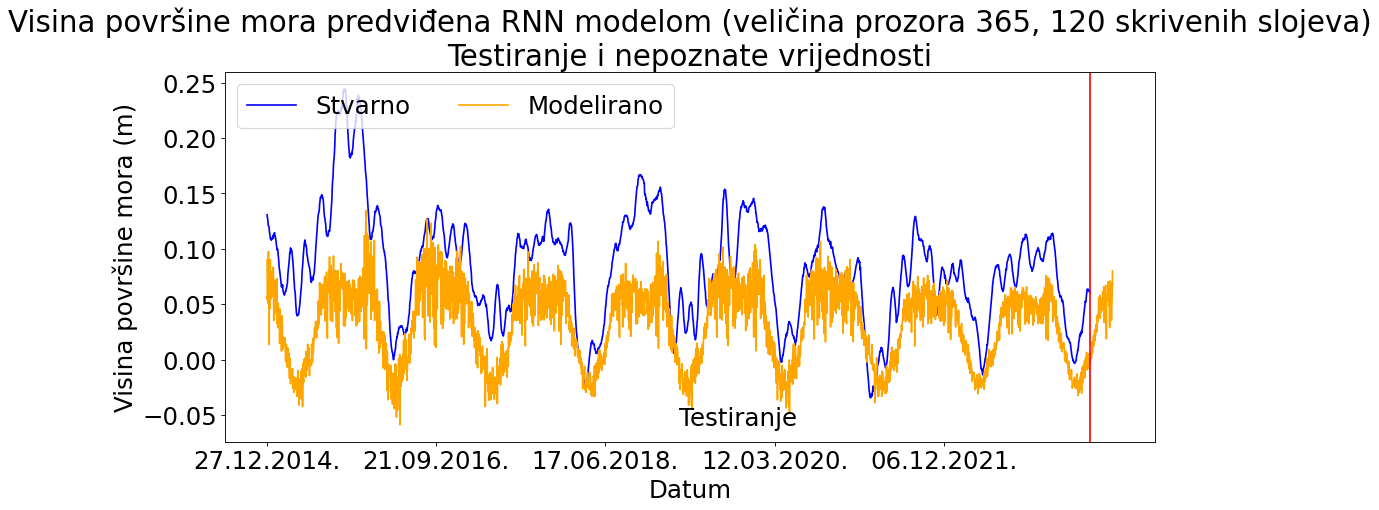 Visina površine mora predviđena RNN modelom (veličina prozora 365, 120 skrivenih slojeva)
Testiranje i nepoznate vrijednosti
Stvarno
Modelirano
Visina površine mora (m)
0.25
0.20
0.15
0.10
0.05
0.00
−0.05
Testiranje
27.12.2014.
21.09.2016.
17.06.2018.
12.03.2020.
06.12.2021.
Datum